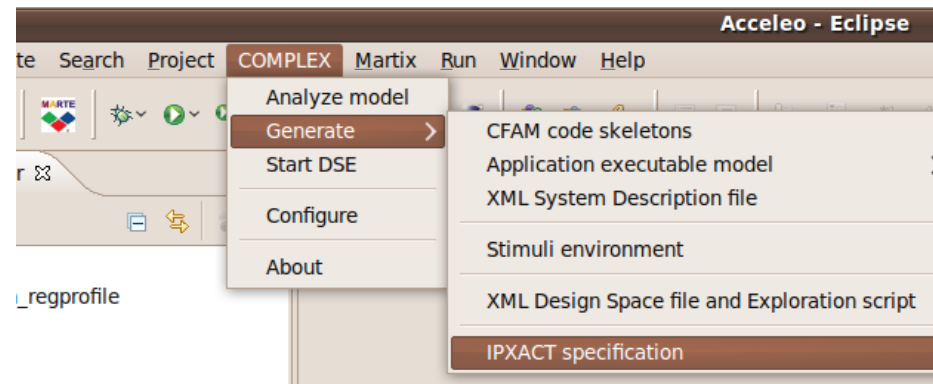 Acceleo - Eclipse
te Search Project COMPLEX Martix Run Window Help
MARTE
Analyze model
Generate
Start DSE
Configure
About
CFAM code skeletons
Application executable model
XML System Description file
Stimuli environment
XML Design Space file and Exploration script
IPXACT specification
r
_regprofile